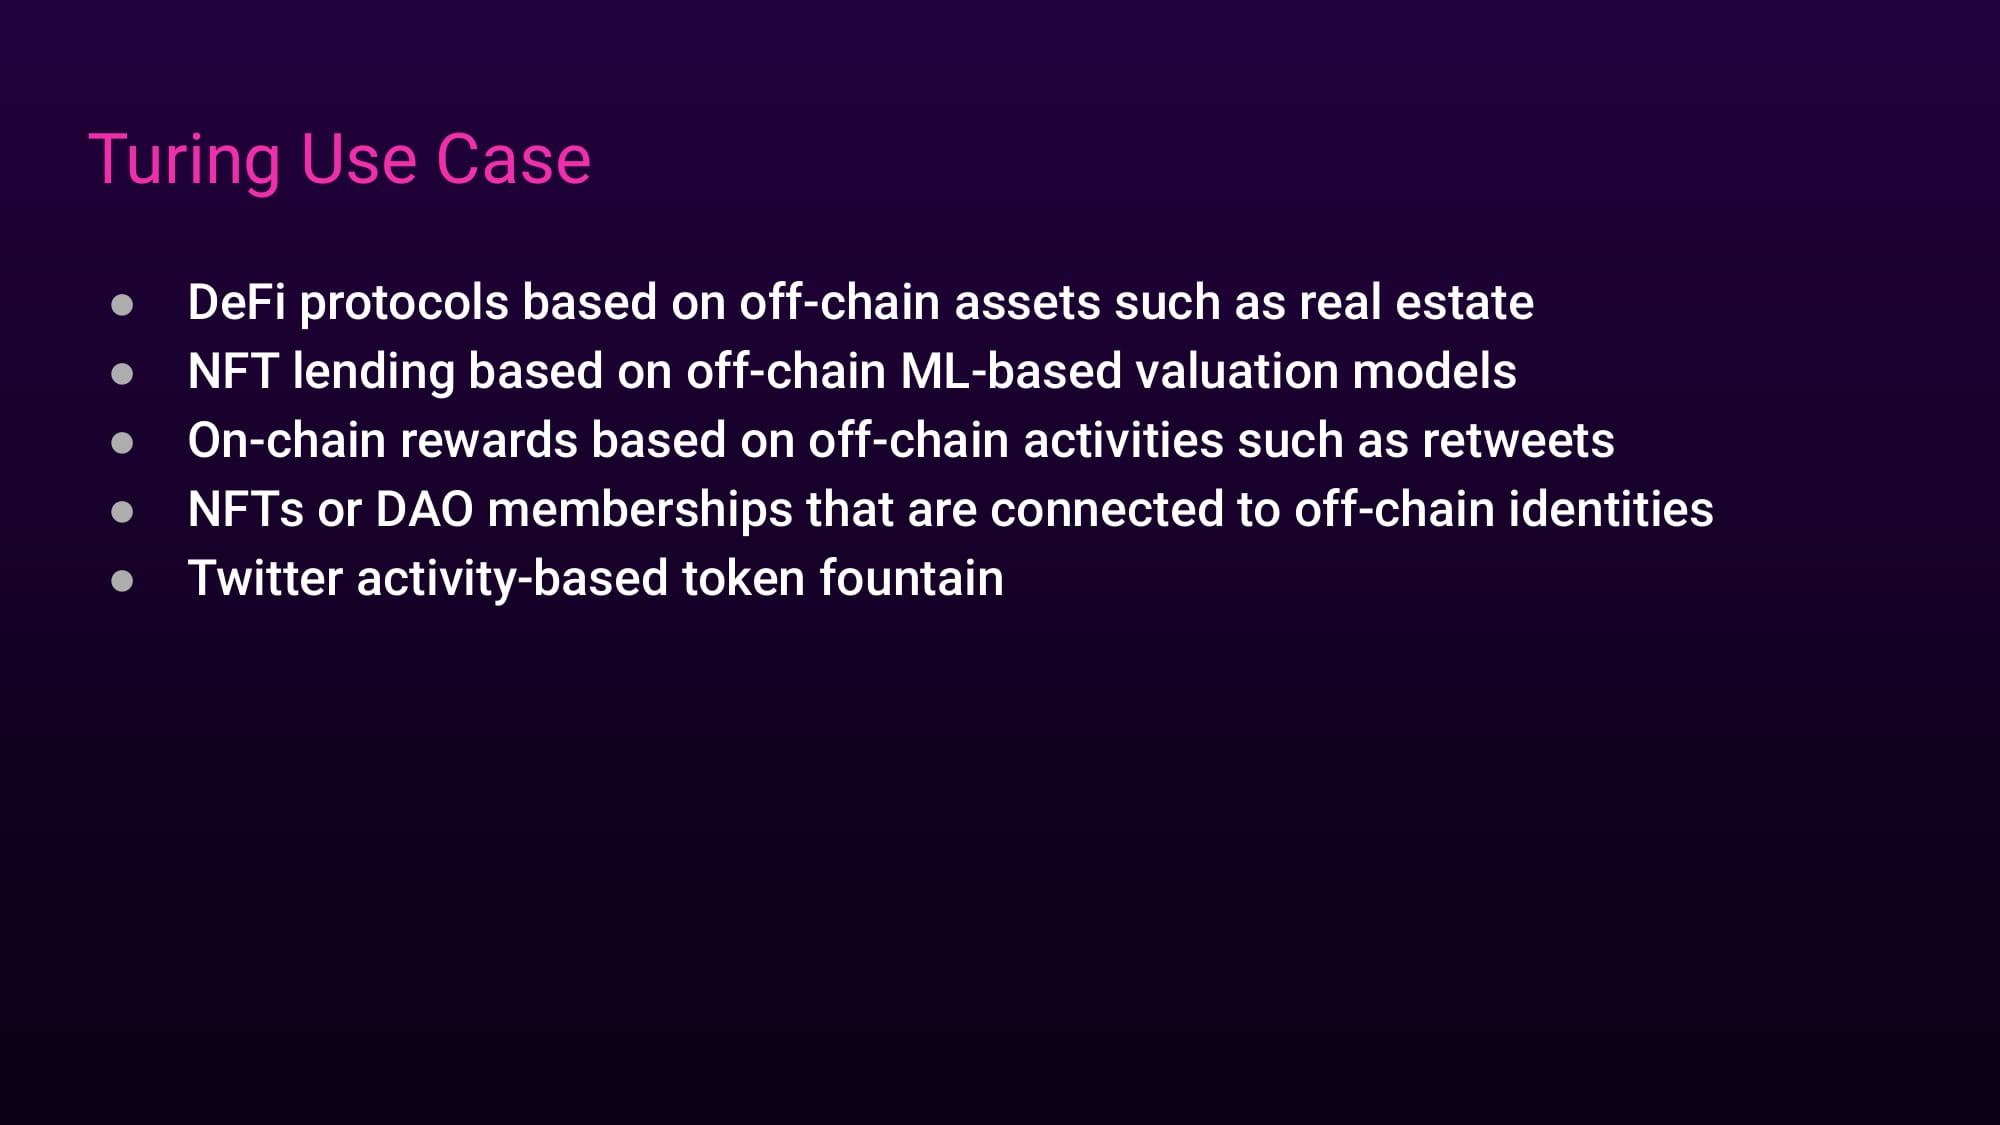 Turing Use Case
● DeFi protocols based on off-chain assets such as real estate
● NFT lending based on off-chain ML-based valuation models
● On-chain rewards based on off-chain activities such as retweets
● NFTs or DAO memberships that are connected to off-chain identities
● Twitter activity-based token fountain